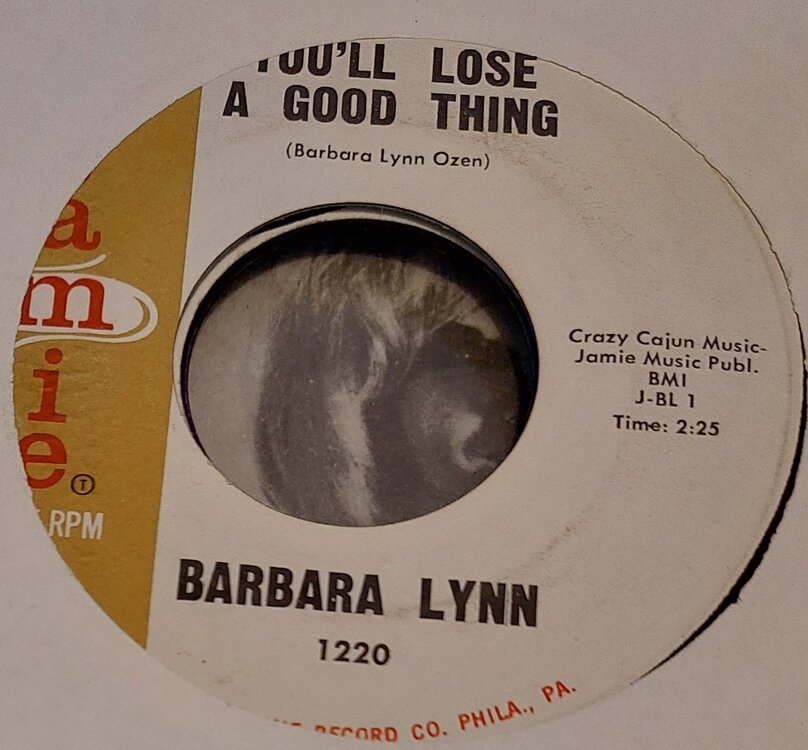 YOU'LL LOSE
A GOOD THING
(Barbara Lynn Ozen)
a
m
i
e
T
RPM
Crazy Cajun Music-
Jamie Music Publ.
BMI
J-BL 1
Time: 2:25
BARBARA LYNN
1220
RECORD CO. PHILA., PA.